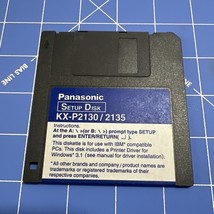 Panasonic
SETUP DISK
KX-P2130 / 2135
Instructions:
At the A: \ >(or B: \ >) prompt type SETUP
and press ENTER/RETURN( ).
This diskette is for use with IBM* compatible
PCs. This disk includes a Printer Driver for
Windows* 3.1 (see manual for driver installation).
*All other brands and company / product names are
trademarks or registered trademarks of their
respective companies.
BIAS LINE